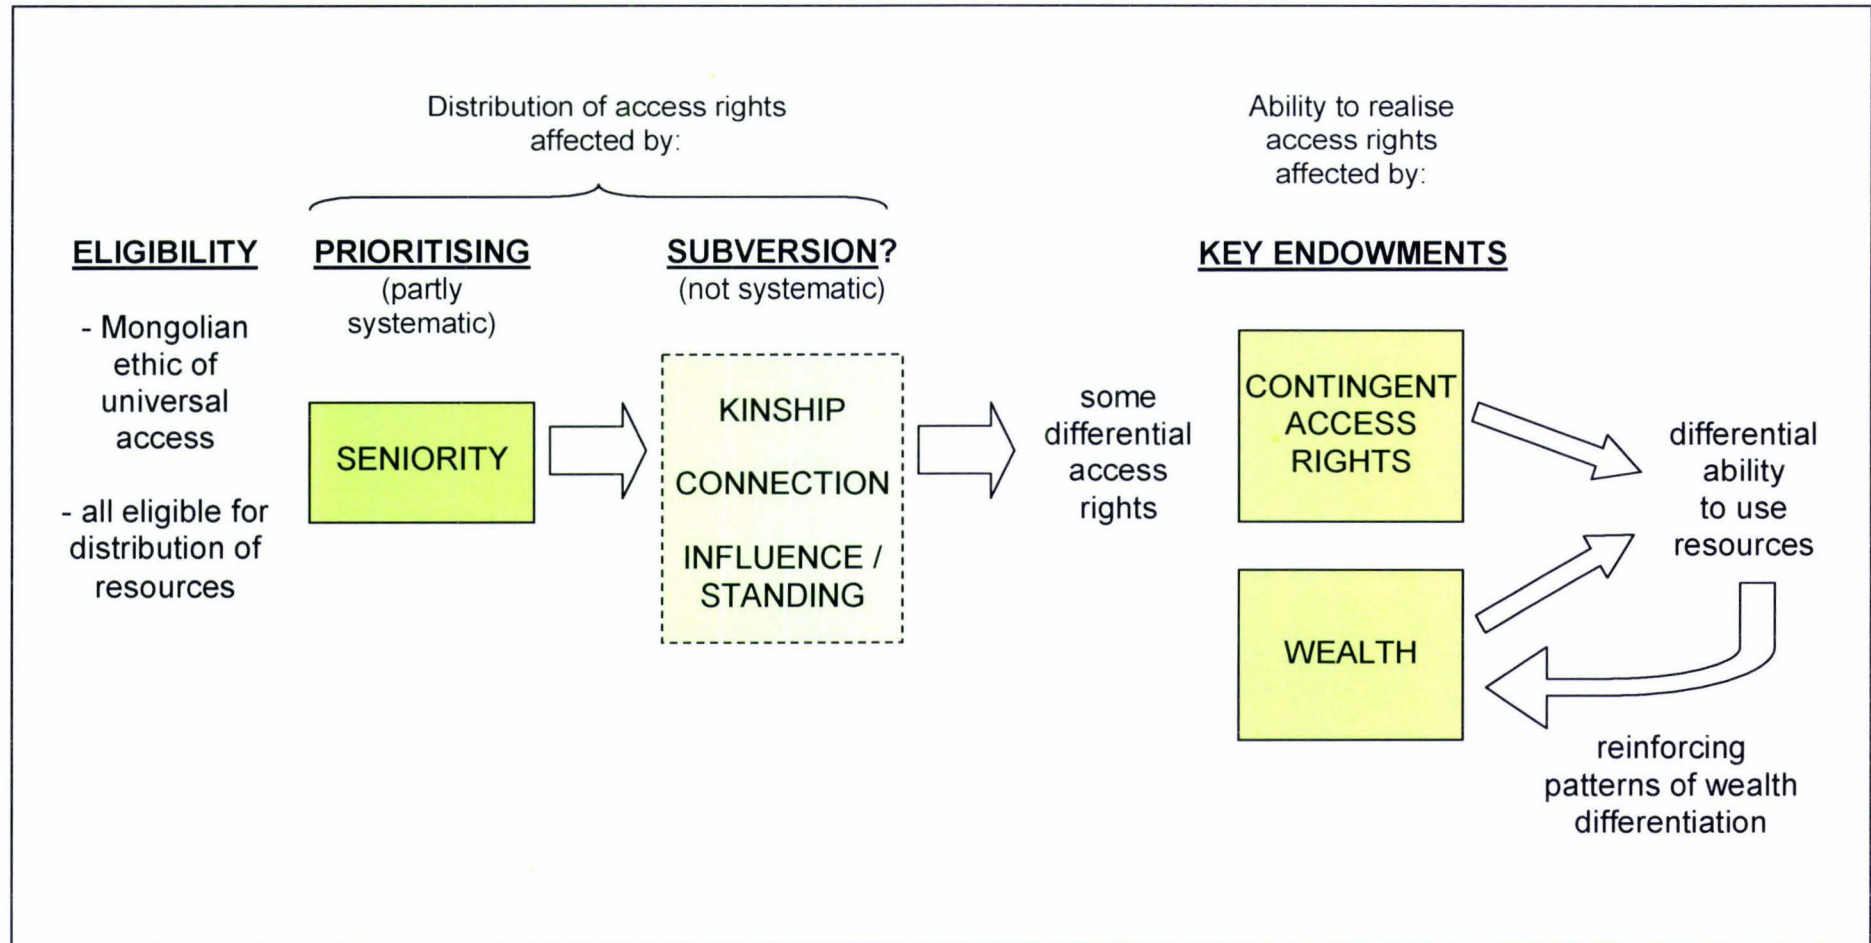 Distribution of access rights
affected by:
Ability to realise
access rights
affected by:
ELIGIBILITY
- Mongolian
ethic of
universal
access
- all eligible for
distribution of
resources
PRIORITISING
(partly
systematic)
SENIORITY
SUBVERSION?
(not systematic)
KINSHIP
CONNECTION
INFLUENCE /
STANDING
some
differential
access
rights
KEY ENDOWMENTS
CONTINGENT
ACCESS
RIGHTS
WEALTH
differential
ability
to use
resources
reinforcing
patterns of wealth
differentiation